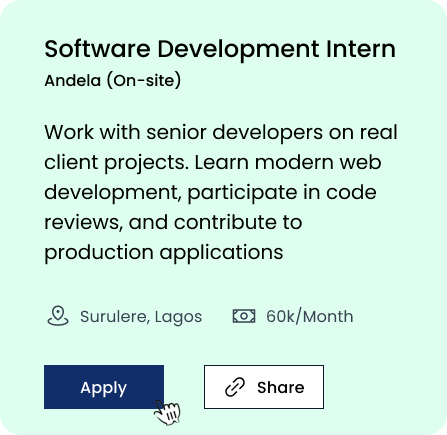 Software Development Intern
Andela (On-site)
Work with senior developers on real
client projects. Learn modern web
development, participate in code
reviews, and contribute to
production applications
Surulere, Lagos 60k/Month
Apply Share